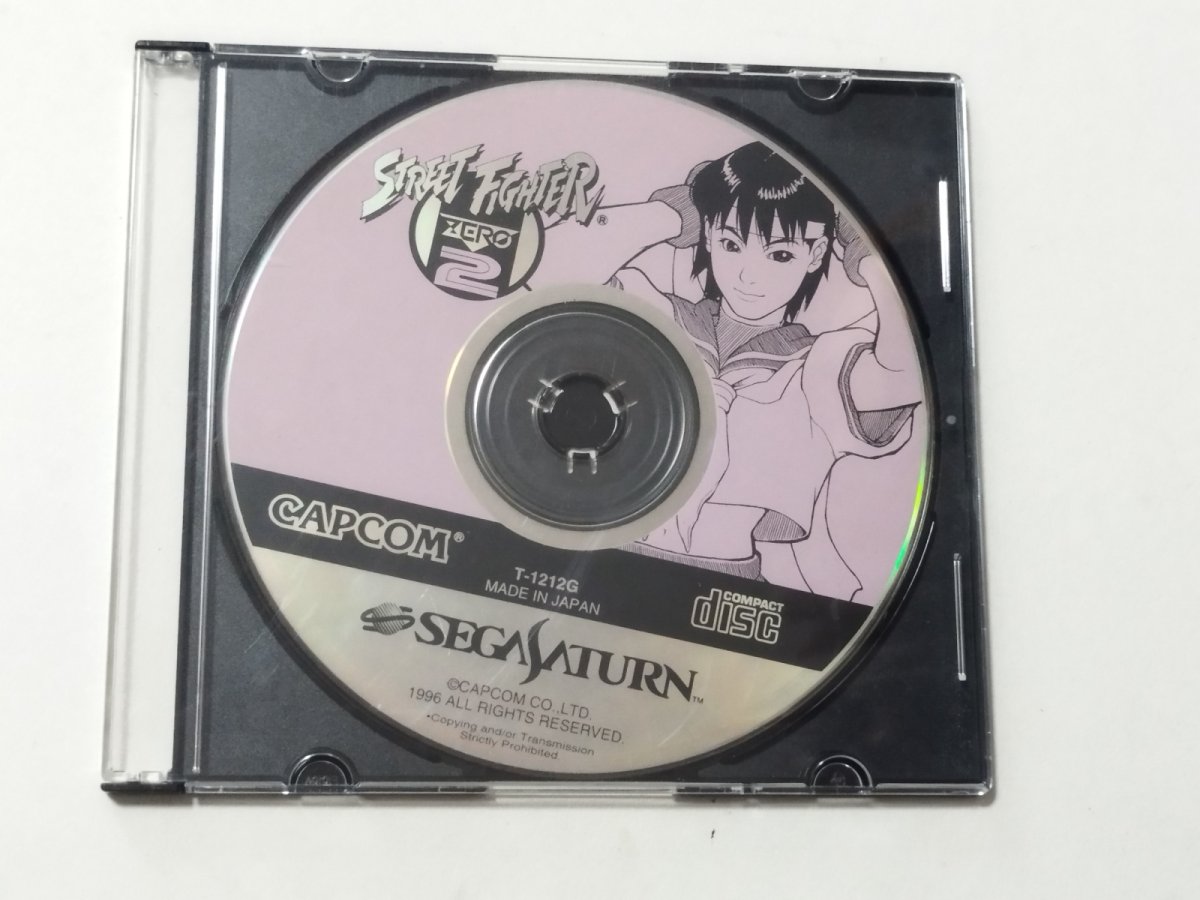 STREET FIGHTER®
ZERO
2
CAPCOM®
T-1212G
MADE IN JAPAN
COMPACT
disc
SEGA SATURN™
©CAPCOM CO.,LTD.
1996 ALL RIGHTS RESERVED.
•Copying and/or Transmission
Strictly Prohibited